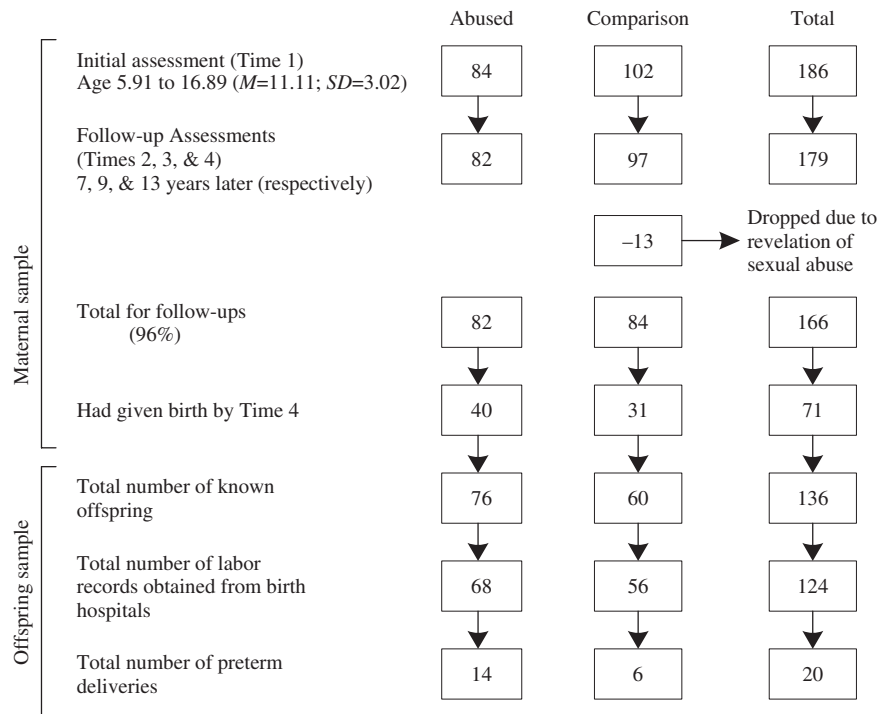 Abused Comparison Total
Initial assessment (Time 1)
Age 5.91 to 16.89 (M=11.11; SD=3.02)
84 102 186
Follow-up Assessments
(Times 2, 3, & 4)
7, 9, & 13 years later (respectively)
82 97 179
–13
Dropped due to
revelation of
sexual abuse
Total for follow-ups
(96%)
82 84 166
Had given birth by Time 4
40 31 71
Maternal sample
Total number of known
offspring
76 60 136
Total number of labor
records obtained from birth
hospitals
68 56 124
Total number of preterm
deliveries
14 6 20
Offspring sample